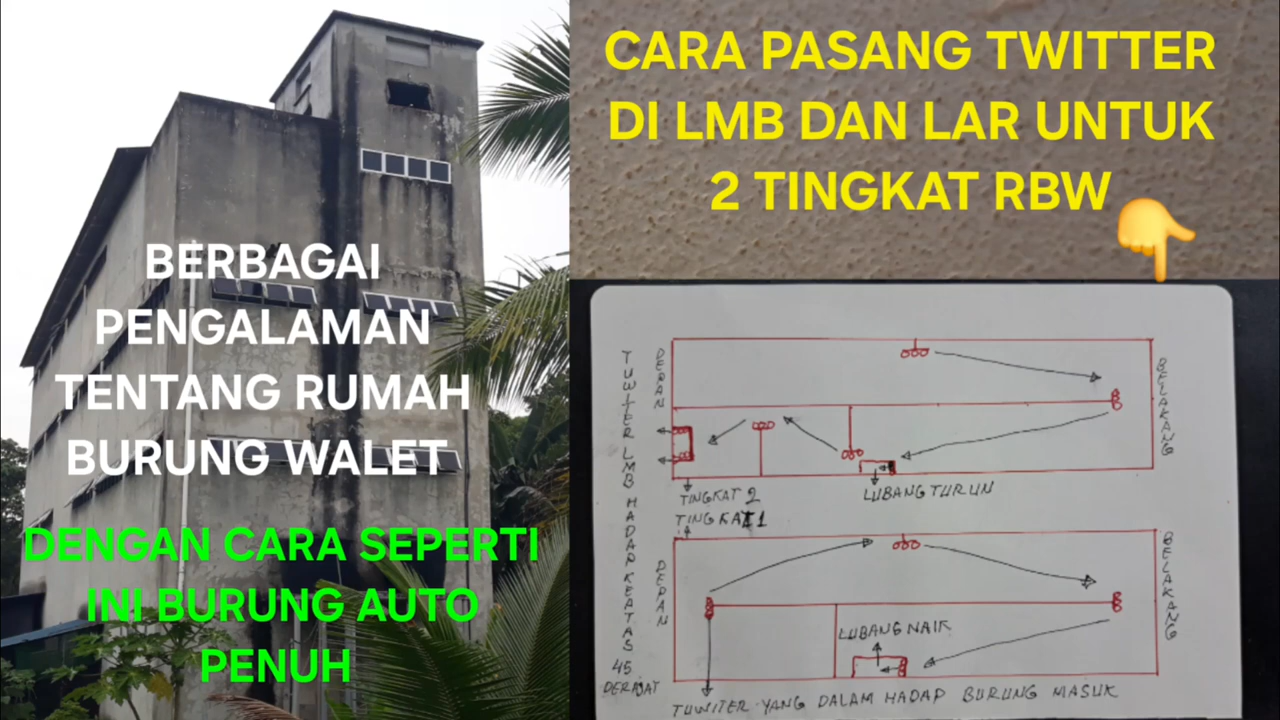 BERBAGAI
PENGALAMAN
TENTANG RUMAH
BURUNG WALET
DENGAN CARA SEPERTI
INI BURUNG AUTO
PENUH
CARA PASANG TWITTER
DI LMB DAN LAR UNTUK
2 TINGKAT RBW
TUWITER LMB HADAP KEATAS
45
DERAJAT
DEPAN
BELAKANG
TINGKAT 2
LUBANG TURUN
TINGKAT 1
DEPAN
BELAKANG
LUBANG NAIK
TUWITER YANG DALAM HADAP BURUNG MASUK